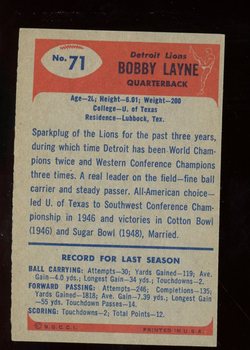 No. 71
Detroit Lions
BOBBY LAYNE
QUARTERBACK
Age—26; Height—6.01; Weight—200
College—U. of Texas
Residence—Lubbock, Tex.
Sparkplug of the Lions for the past three years,
during which time Detroit has been World Cham-
pions twice and Western Conference Champions
three times. A real leader on the field—fine ball
carrier and steady passer. All-American choice—
led U. of Texas to Southwest Conference Champ-
ionship in 1946 and victories in Cotton Bowl
(1946) and Sugar Bowl (1948), Married.
RECORD FOR LAST SEASON
BALL CARRYING: Attempts—30; Yards Gained—119; Ave.
Gain—4.0.; Longest Gain—34 yds. Touchdowns—2.
FORWARD PASSING: Attempts—246; Completions—135;
Yards Gained—1818; Ave. Gain—7.39.; Longest Gain
—55 yds. Touchdown Passes—14.
SCORING: Touchdowns—2; Total Points—12.
© B.G.C.I.
PRINTED IN U.S.A.